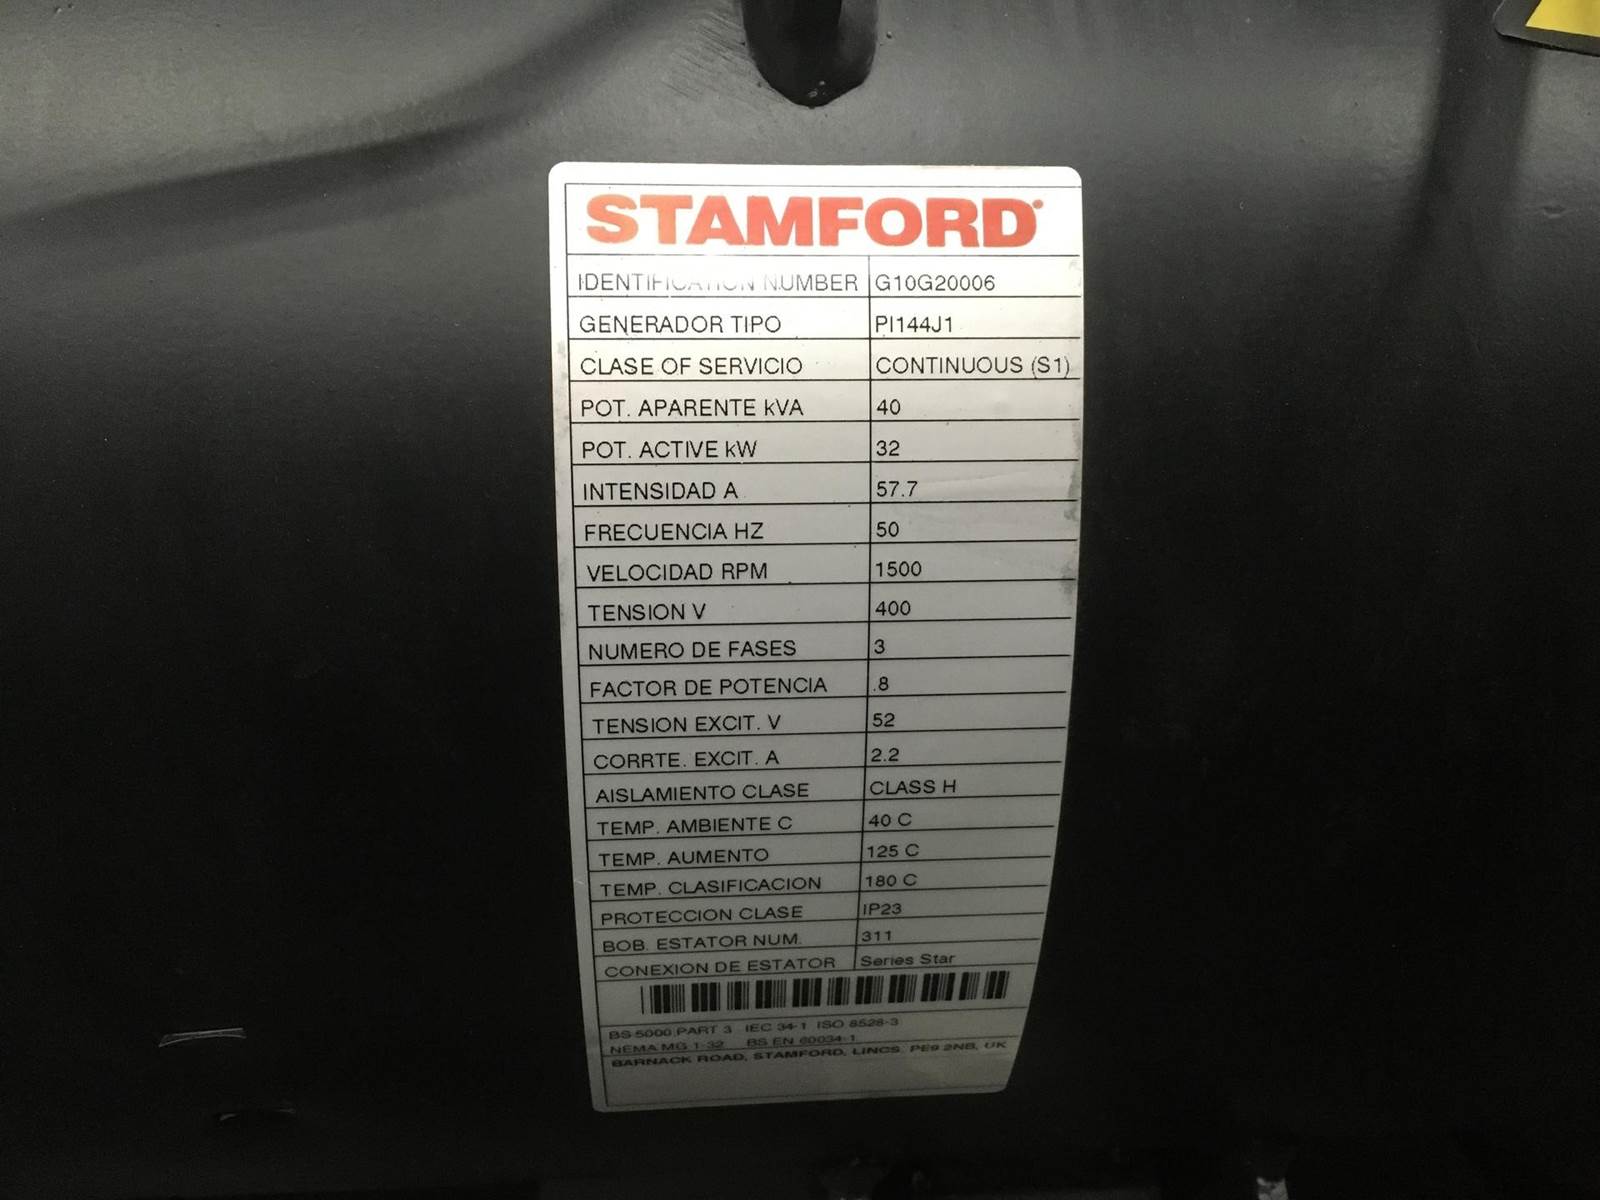 STAMFORD
IDENTIFICATION NUMBER G10G20006
GENERADOR TIPO PI144J1
CLASE OF SERVICIO CONTINUOUS (S1)
POT. APARENTE kVA 40
POT. ACTIVE kW 32
INTENSIDAD A 57.7
FRECUENCIA HZ 50
VELOCIDAD RPM 1500
TENSION V 400
NUMERO DE FASES 3
FACTOR DE POTENCIA .8
TENSION EXCIT. V 52
CORRTE. EXCIT. A 2.2
AISLAMIENTO CLASE CLASS H
TEMP. AMBIENTE C 40 C
TEMP. AUMENTO 125 C
TEMP. CLASIFICACION 180 C
PROTECCION CLASE IP23
BOB. ESTATOR NUM. 311
CONEXION DE ESTATOR Series Star
BS 5000 PART 3 IEC 34-1 ISO 8528-3
NEMA MG 1-32 BS EN 60034-1
BARNACK ROAD, STAMFORD, LINCS. PE9 2NB, UK